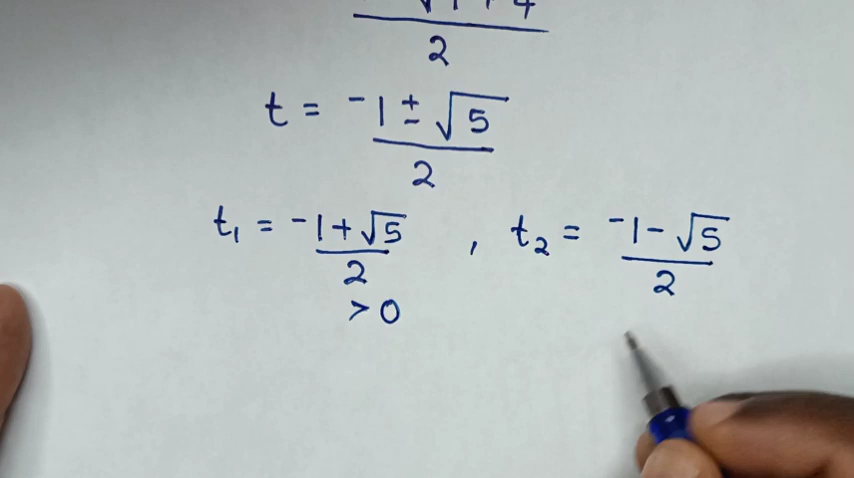 2
t = -1 ± √5
2
t₁ = -1 + √5 , t₂ = -1 - √5
2 2
> 0